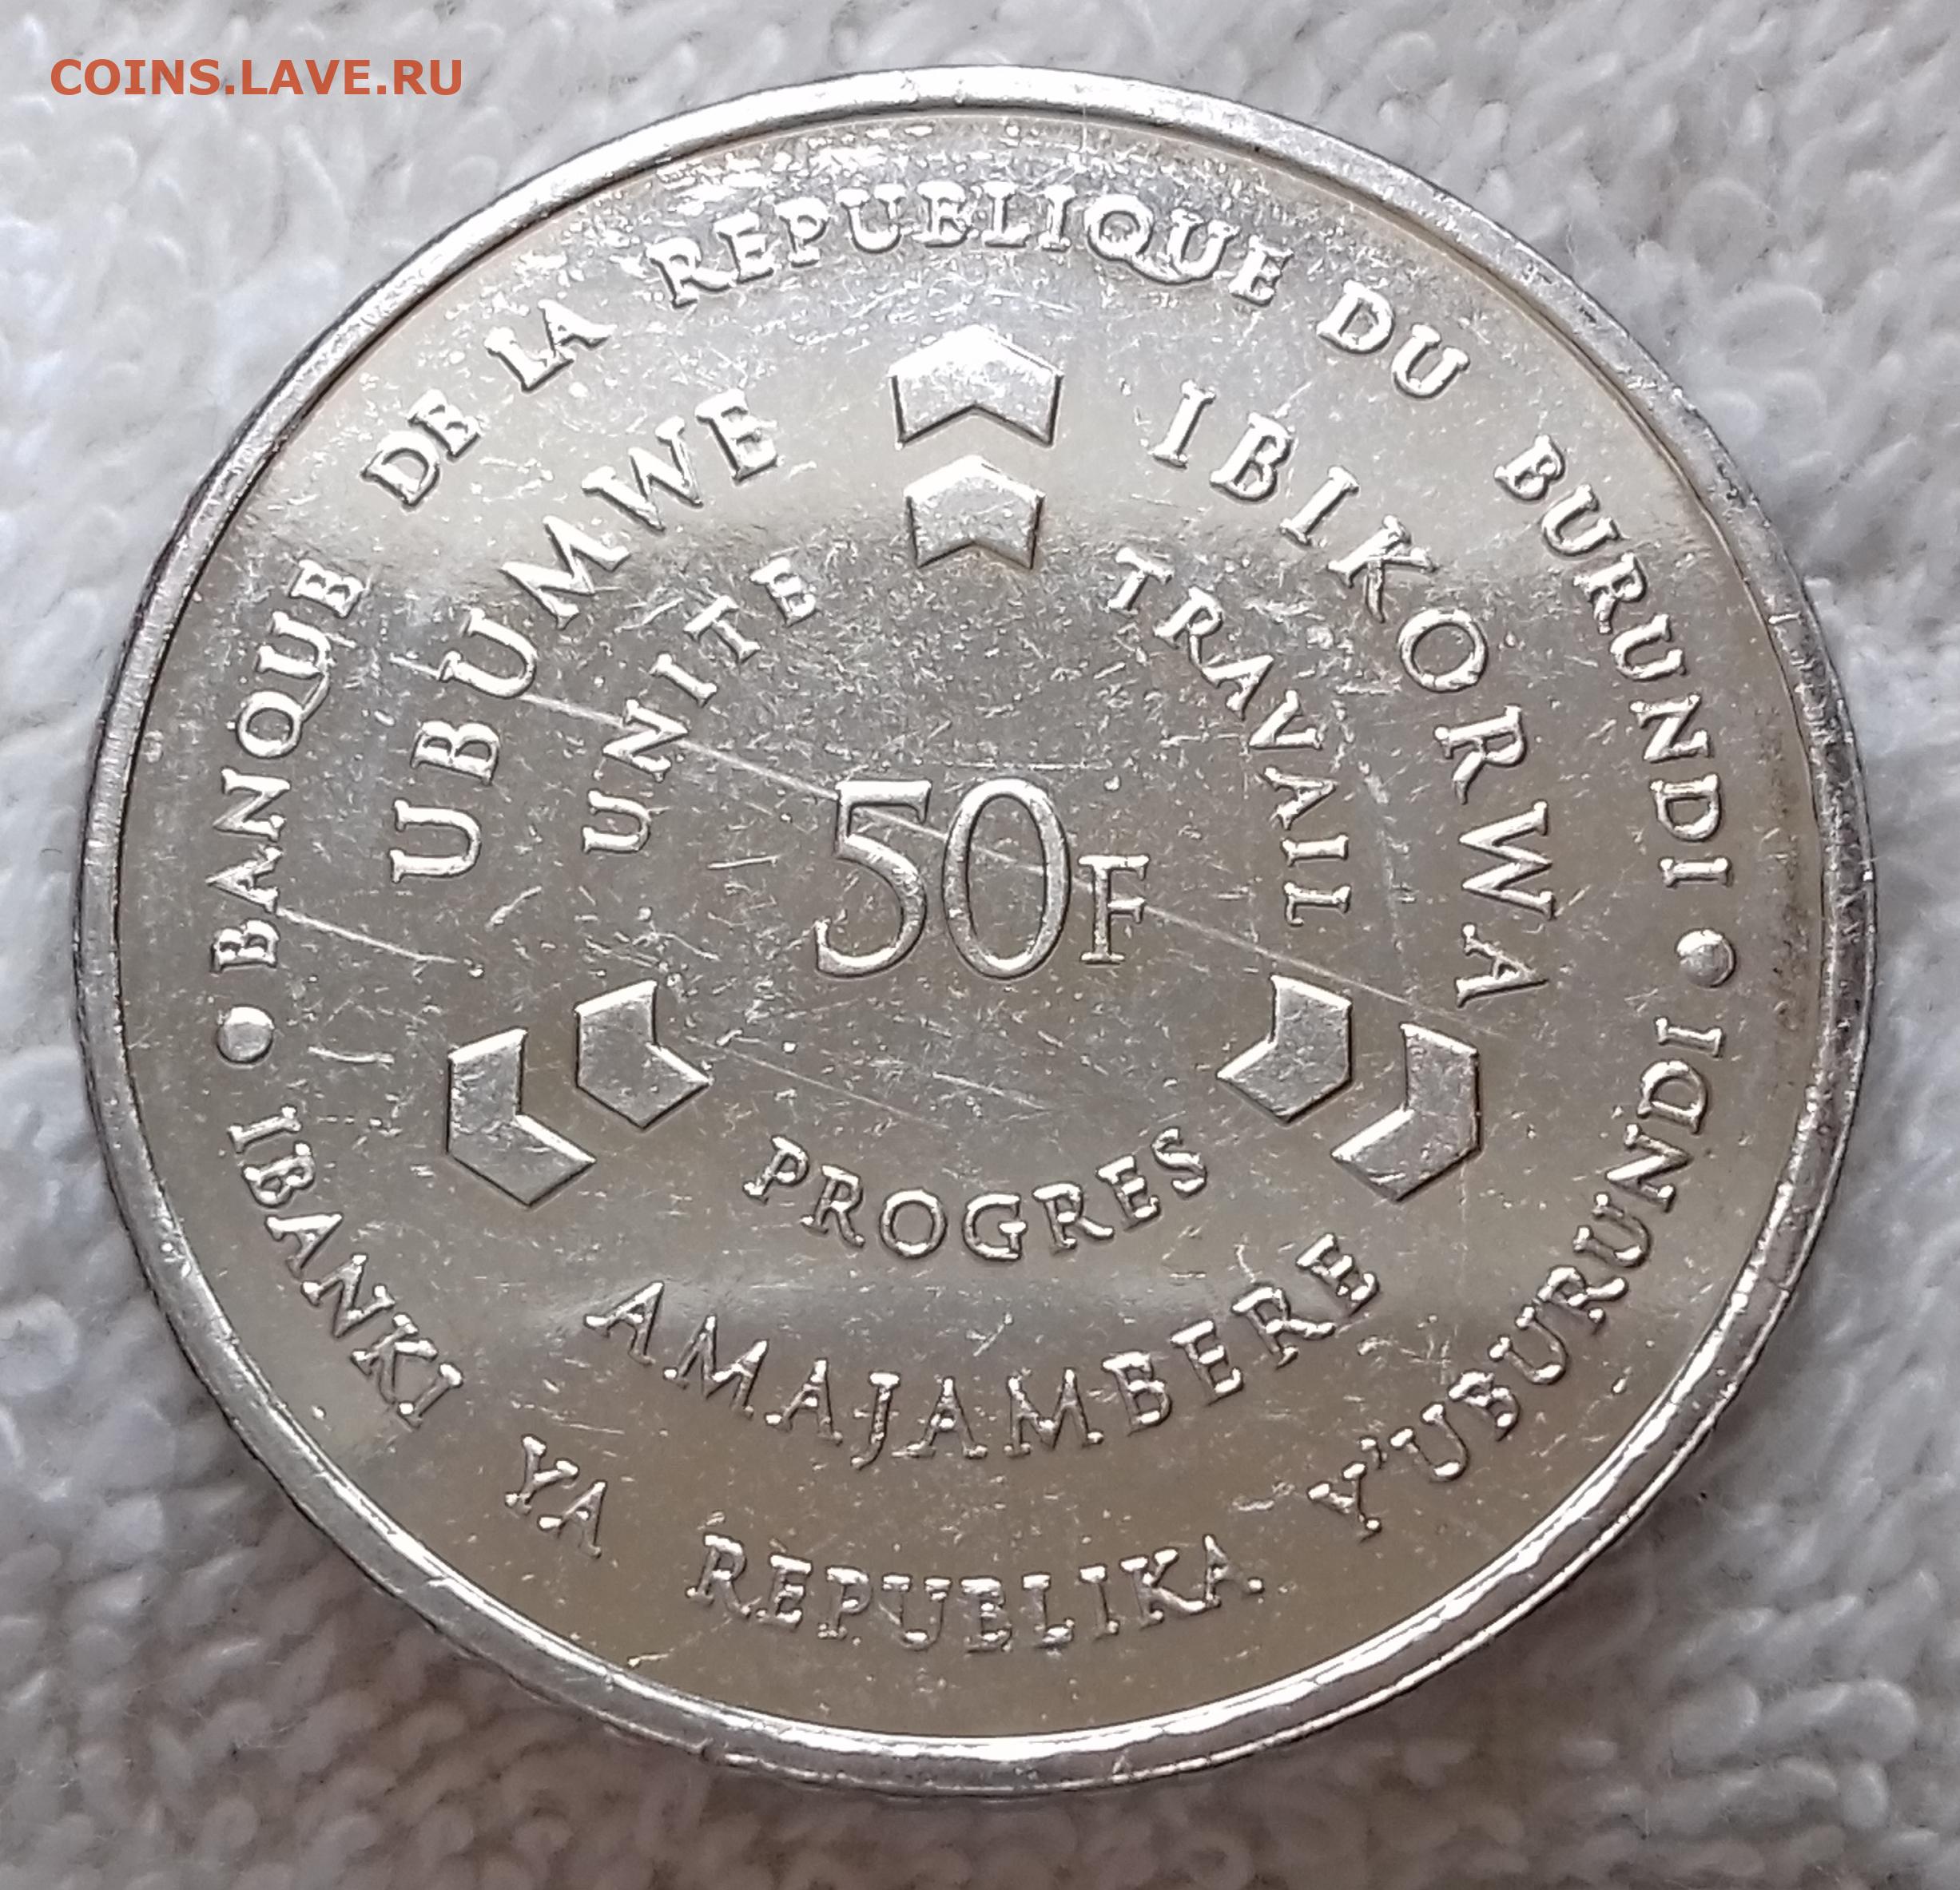 COINS.LAVE.RU
• BANQUE DE LA REPUBLIQUE DU BURUNDI •
IBANKI YA REPUBLIKA Y'UBURUNDI
UBUMWE
IBIKORWA
UNITE
TRAVAIL
50F
PROGRES
AMAJAMBERE